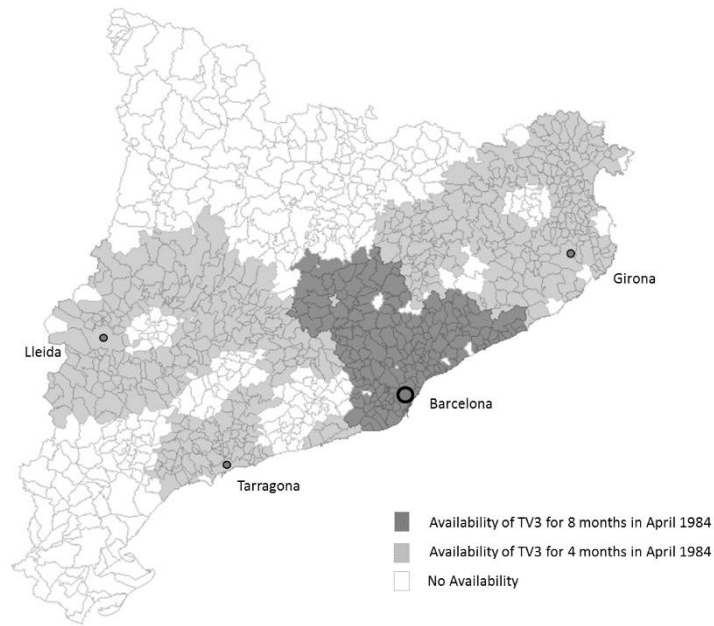 Girona
Lleida
Barcelona
Tarragona
Availability of TV3 for 8 months in April 1984
Availability of TV3 for 4 months in April 1984
No Availability